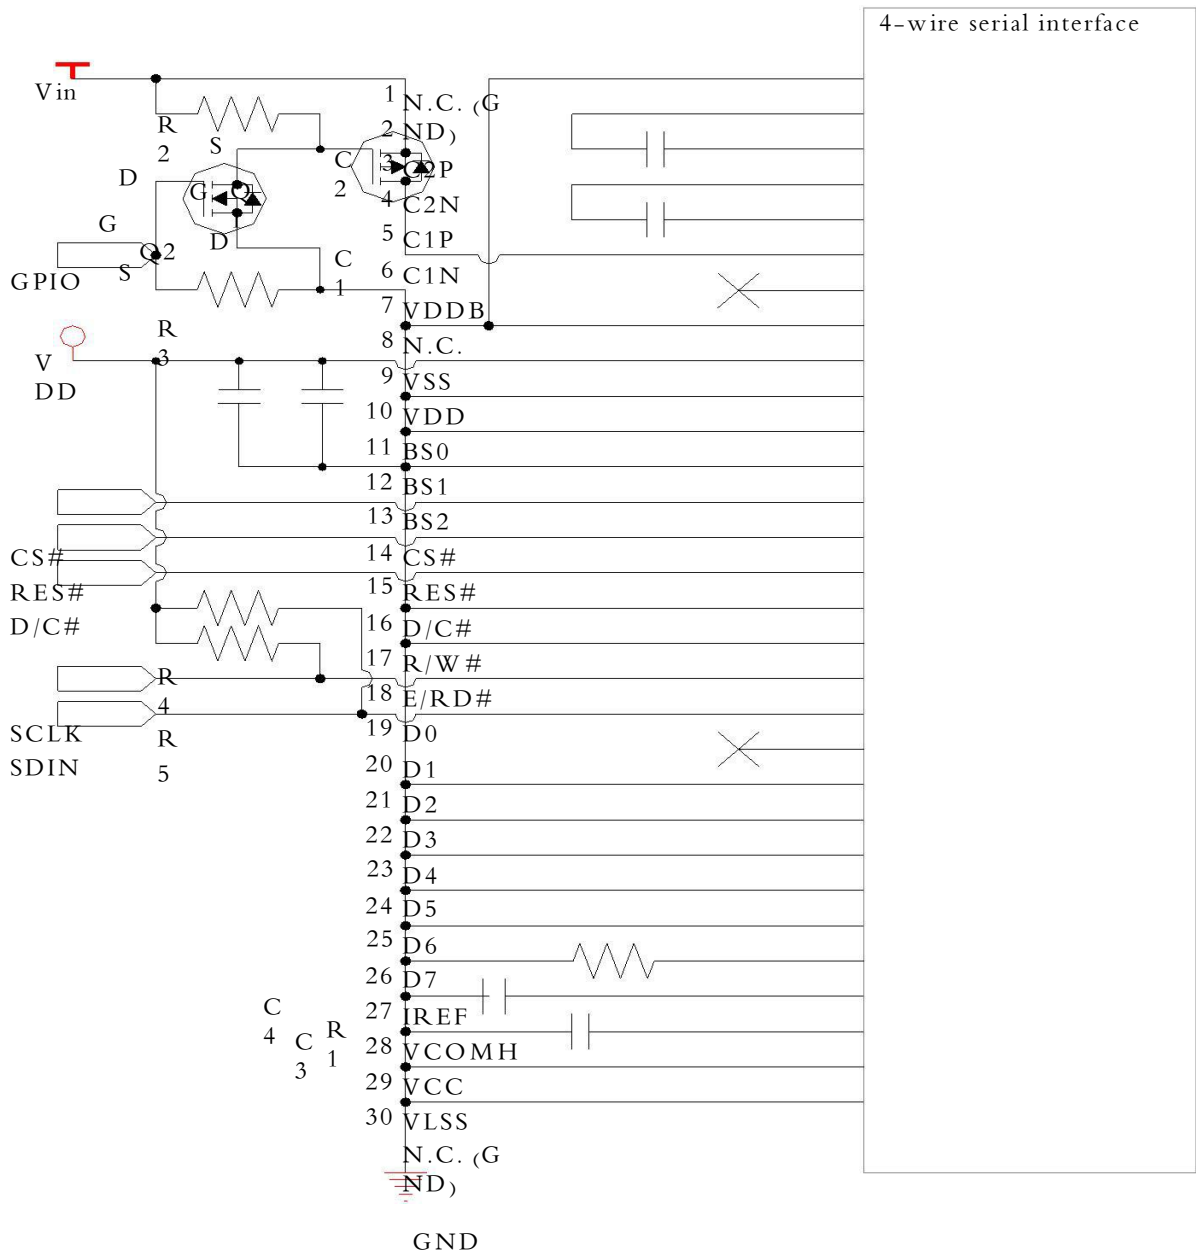 4-wire serial interface
Vin
R
2
S
D
G
G
Q
1
D
Q2
S
GPIO
C
2
C
1
R
3
V
DD
1
N.C. (G
2
ND)
3
C2P
4
C2N
5
C1P
6
C1N
7
VDDB
8
N.C.
9
VSS
10
VDD
11
BS0
12
BS1
13
BS2
14
CS#
15
RES#
16
D/C#
17
R/W#
18
E/RD#
19
D0
20
D1
21
D2
22
D3
23
D4
24
D5
25
D6
26
D7
27
IREF
28
VCOMH
29
VCC
30
VLSS
N.C. (G
ND)
CS#
RES#
D/C#
R
4
SCLK
R
SDIN
5
C
4
C
3
R
1
GND